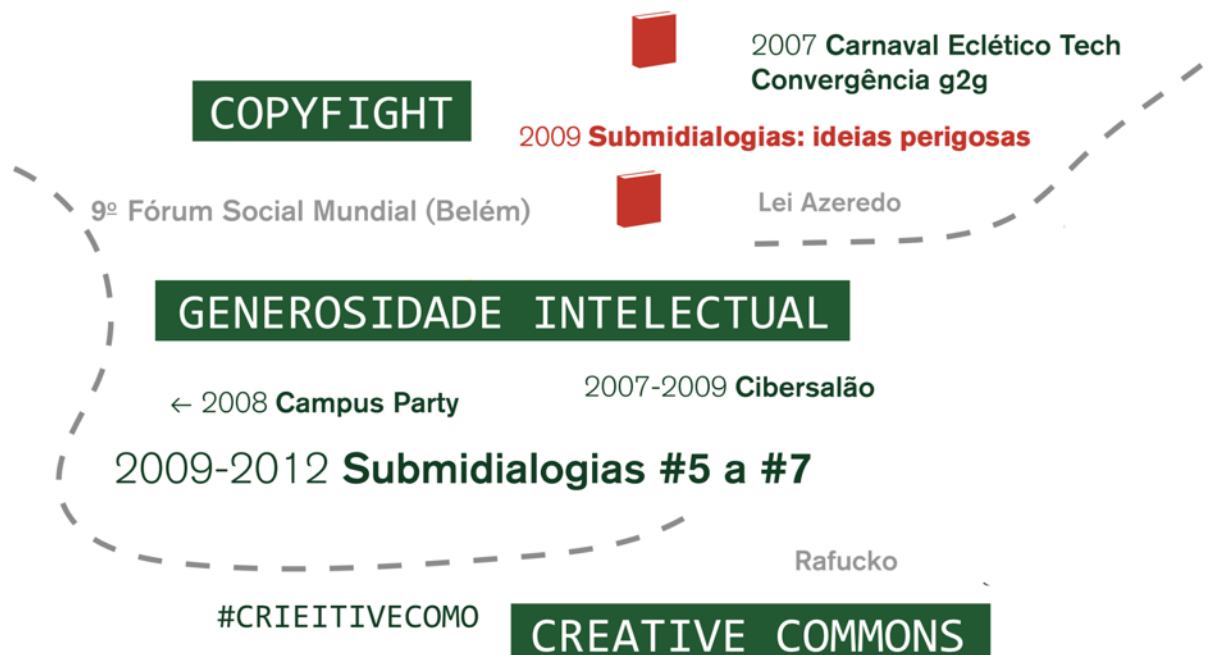 2007 Carnaval Eclético Tech
Convergência g2g
COPYFIGHT
2009 Submidialogias: ideias perigosas
9º Fórum Social Mundial (Belém)
Lei Azeredo
GENEROSIDADE INTELECTUAL
2007-2009 Cibersalão
← 2008 Campus Party
2009-2012 Submidialogias #5 a #7
Rafucko
#CRIEITIVECOMO
CREATIVE COMMONS